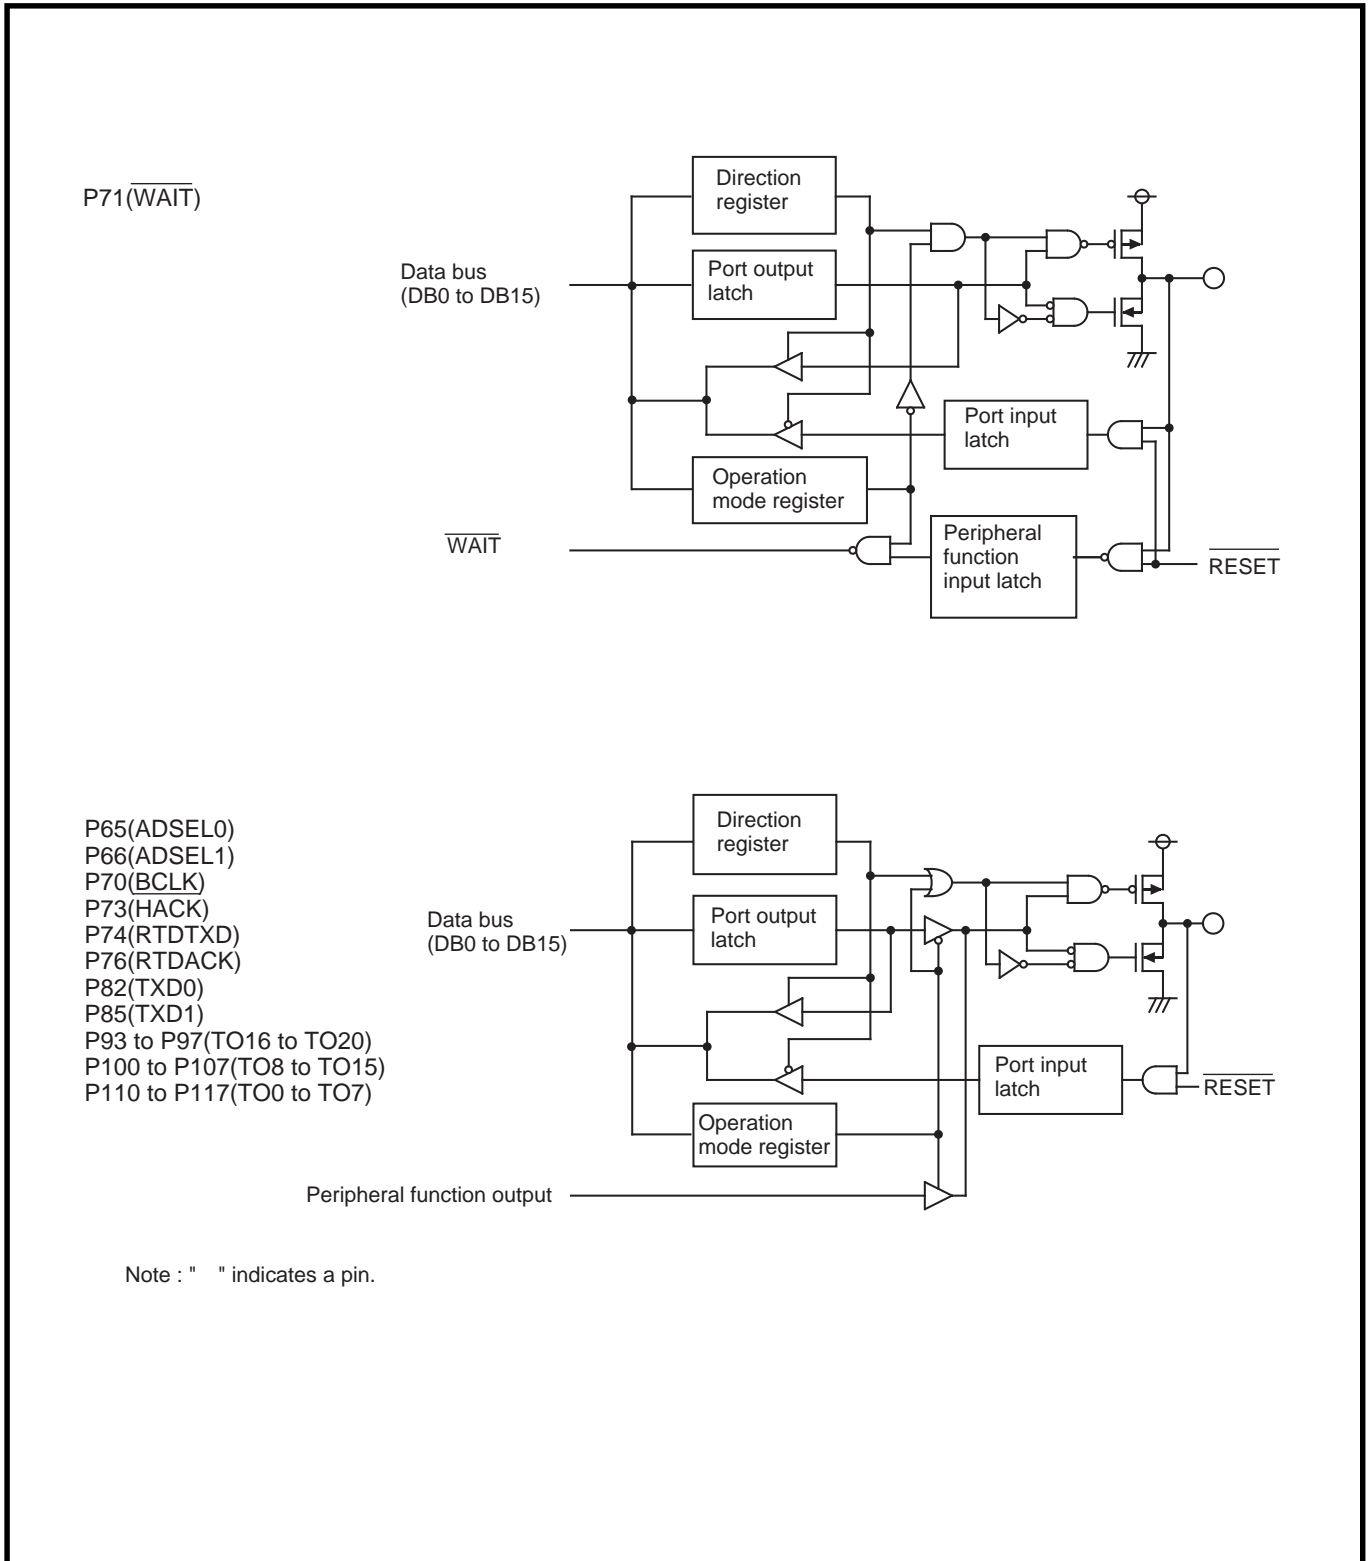 P71(WAIT)
Direction
register
Data bus
(DB0 to DB15)
Port output
latch
Port input
latch
Operation
mode register
WAIT
Peripheral
function
input latch
RESET
P65(ADSEL0)
P66(ADSEL1)
P70(BCLK)
P73(HACK)
P74(RTDTXD)
P76(RTDACK)
P82(TXD0)
P85(TXD1)
P93 to P97(TO16 to TO20)
P100 to P107(TO8 to TO15)
P110 to P117(TO0 to TO7)
Direction
register
Data bus
(DB0 to DB15)
Port output
latch
Port input
latch
RESET
Operation
mode register
Peripheral function output
Note : "    " indicates a pin.